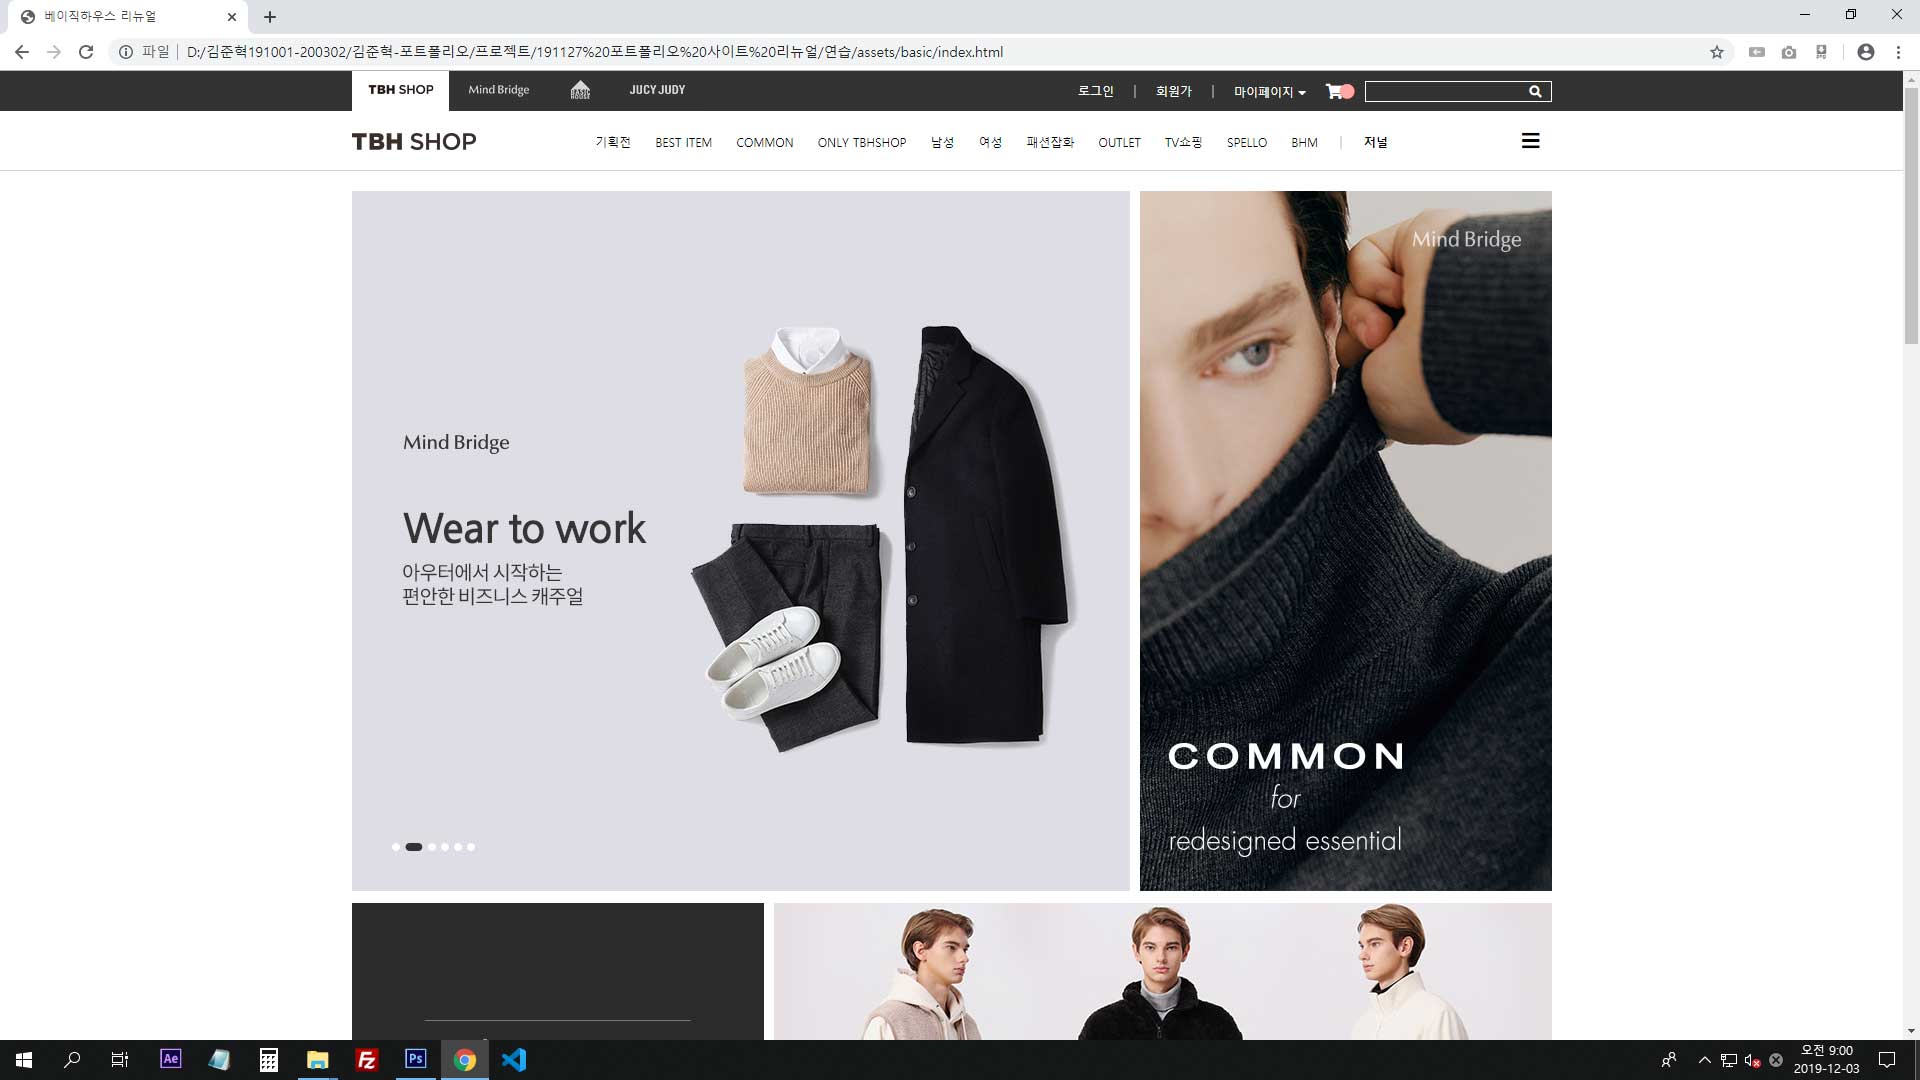 베이직하우스 리뉴얼
파일 D:/김준혁191001-200302/김준혁-포트폴리오/프로젝트/191127%20포트폴리오%20사이트%20리뉴얼/연습/assets/basic/index.html
TBH SHOP Mind Bridge BASIC HOUSE JUCY JUDY 로그인 | 회원가 | 마이페이지
TBH SHOP 기획전 BEST ITEM COMMON ONLY TBHSHOP 남성 여성 패션잡화 OUTLET TV쇼핑 SPELLO BHM | 저널
Mind Bridge
Wear to work
아우터에서 시작하는
편안한 비즈니스 캐주얼
Mind Bridge
COMMON
for
redesigned essential
Ae
Fz
Ps
오전 9:00
2019-12-03